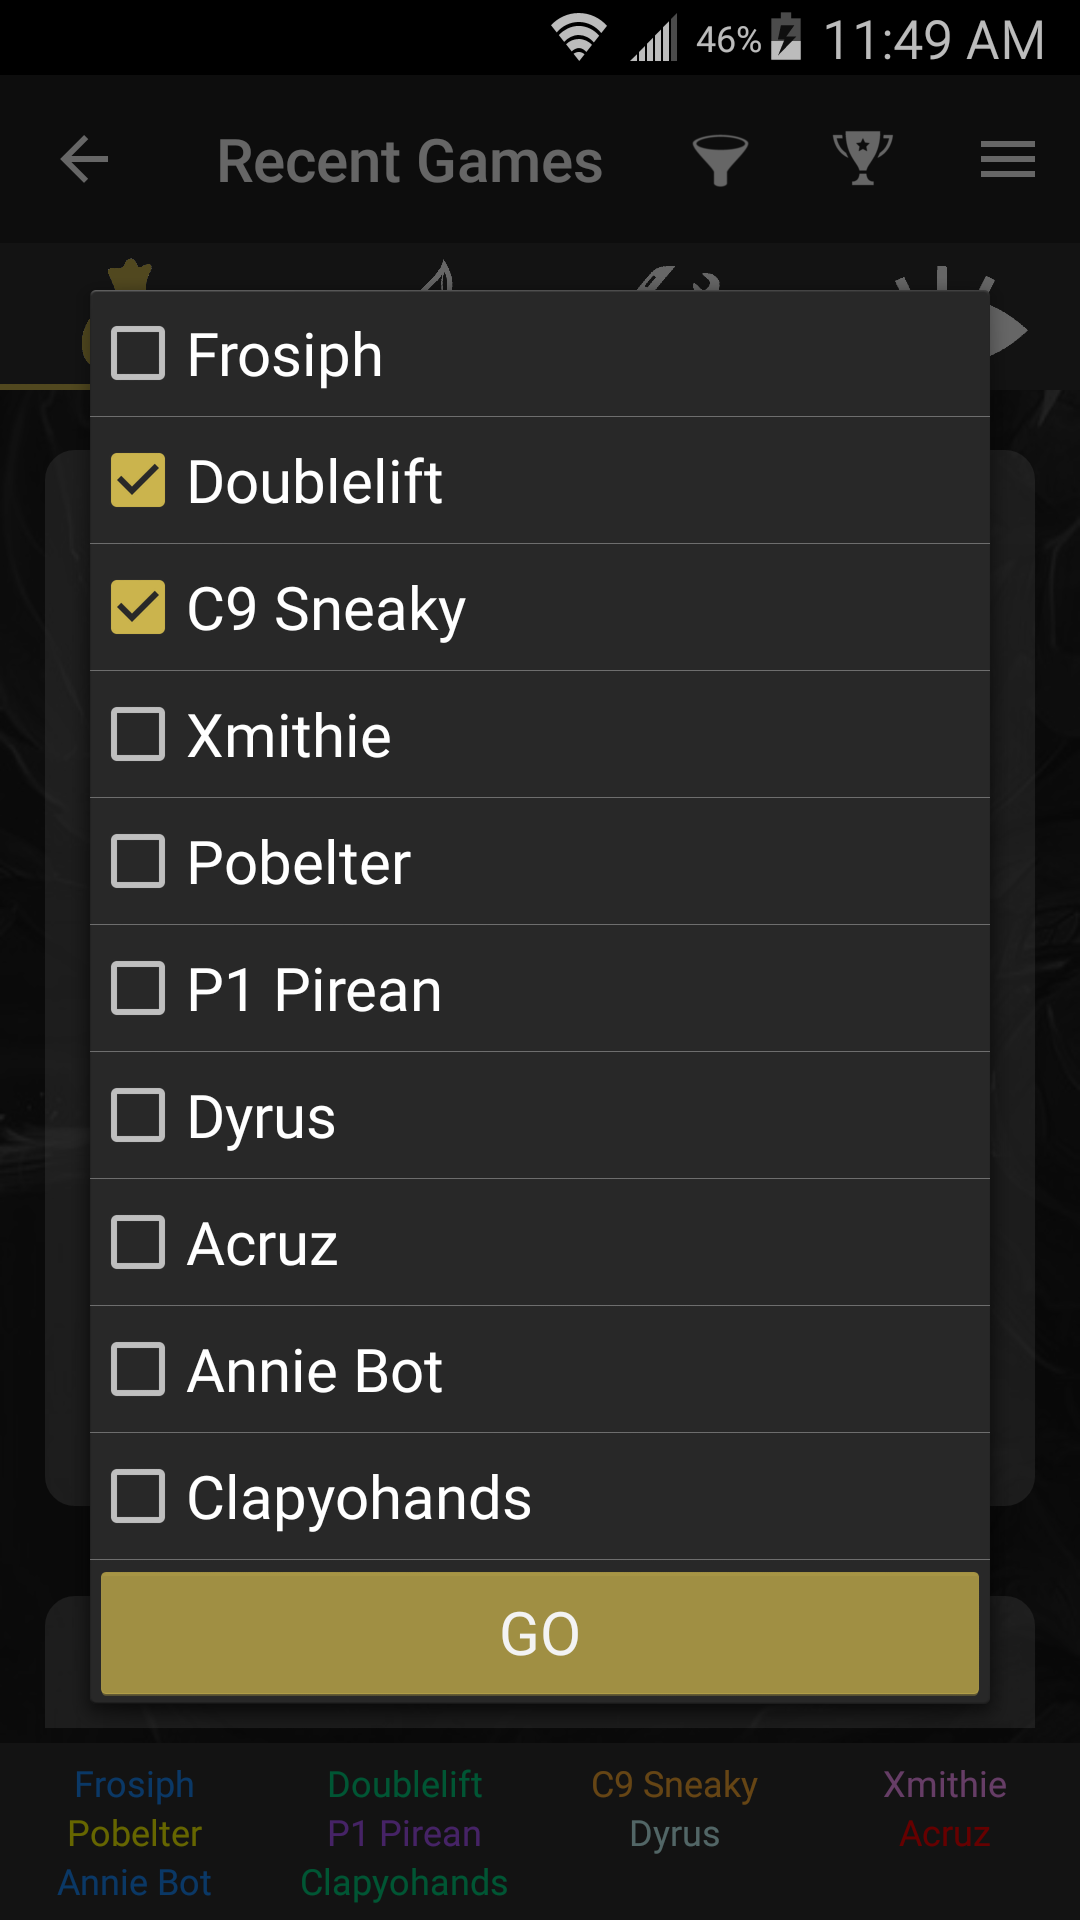 46% 11:49 AM
Recent Games
Frosiph
Doublelift
C9 Sneaky
Xmithie
Pobelter
P1 Pirean
Dyrus
Acruz
Annie Bot
Clapyohands
GO
Frosiph Doublelift C9 Sneaky Xmithie
Pobelter P1 Pirean Dyrus Acruz
Annie Bot Clapyohands